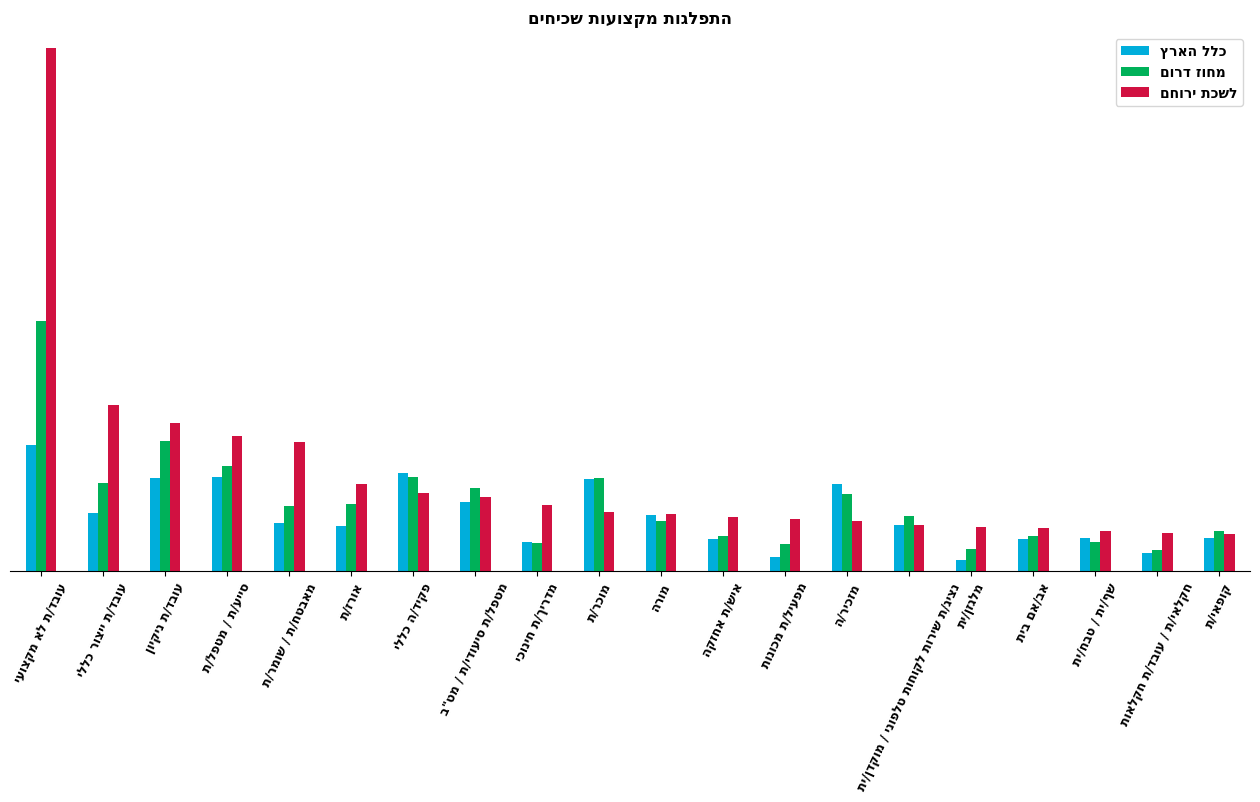 התפלגות מקצועות שכיחים
כלל הארץ
מחוז דרום
לשכת ירוחם
עובד/ת לא מקצועי
עובד/ת ייצור כללי
עובד/ת ניקיון
סייע/ת / מטפל/ת
מאבטח/ת / שומר/ת
אורז/ת
פקיד/ה כללי
מטפל/ת סיעודי/ת / מט"ב
מדריך/ת חינוכי
מוכר/ת
מורה
איש/ת אחזקה
מפעיל/ת מכונות
מזכיר/ה
נציג/ת שירות לקוחות טלפוני / מוקדן/ית
מלגזן/ית
אב/אם בית
שף/ית / טבח/ית
חקלאי/ת / עובד/ת חקלאות
קופאי/ת